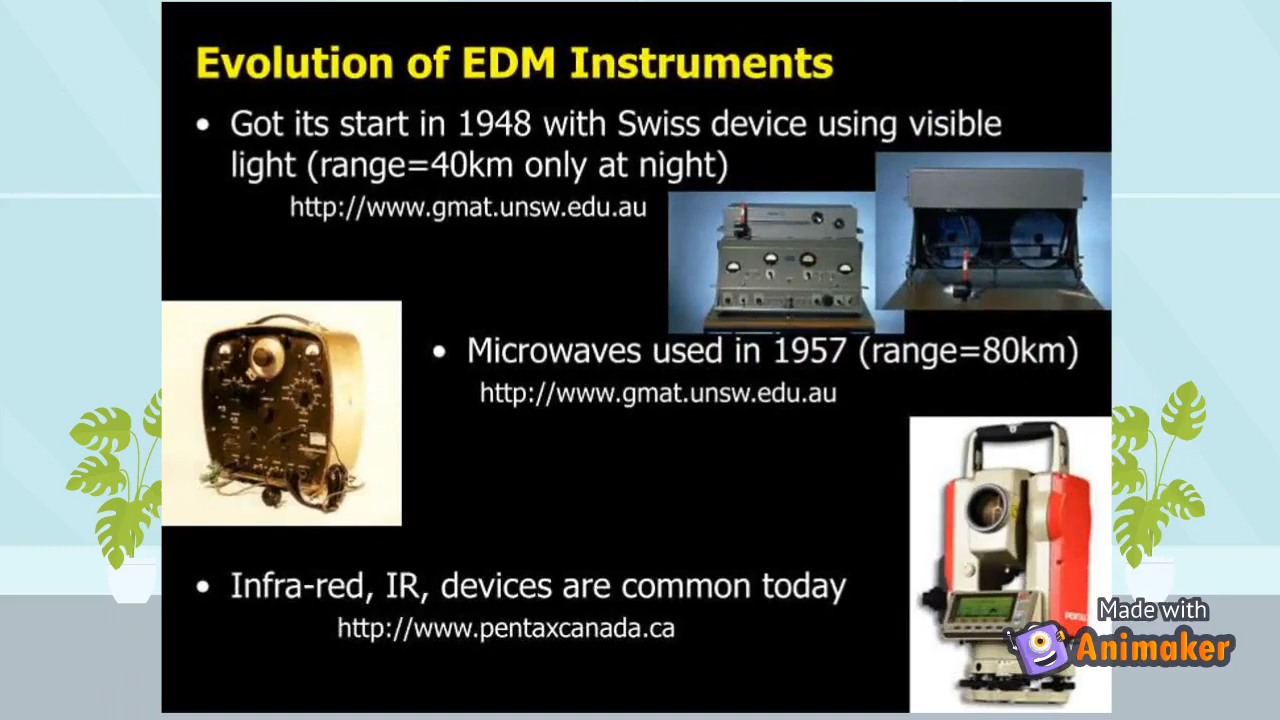 Evolution of EDM Instruments
• Got its start in 1948 with Swiss device using visible
light (range=40km only at night)
http://www.gmat.unsw.edu.au
• Microwaves used in 1957 (range=80km)
http://www.gmat.unsw.edu.au
• Infra-red, IR, devices are common today
http://www.pentaxcanada.ca
Made with
Animaker